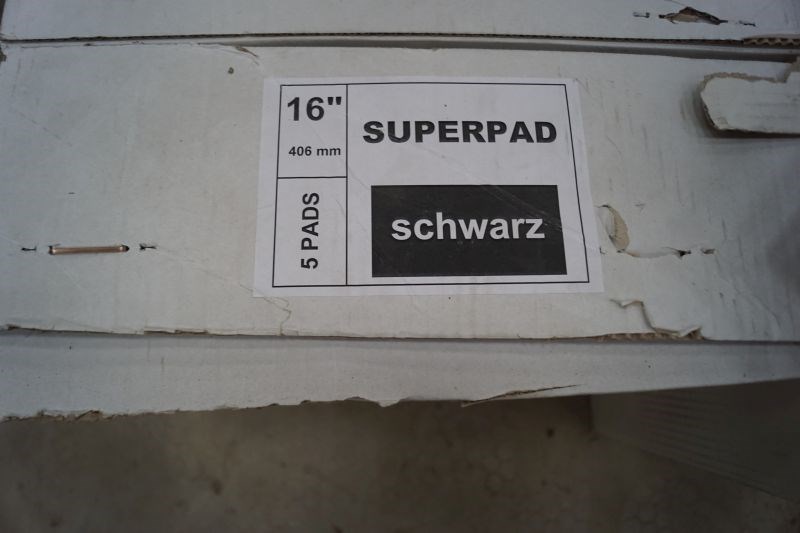 16"
406 mm
5 PADS
SUPERPAD
schwarz